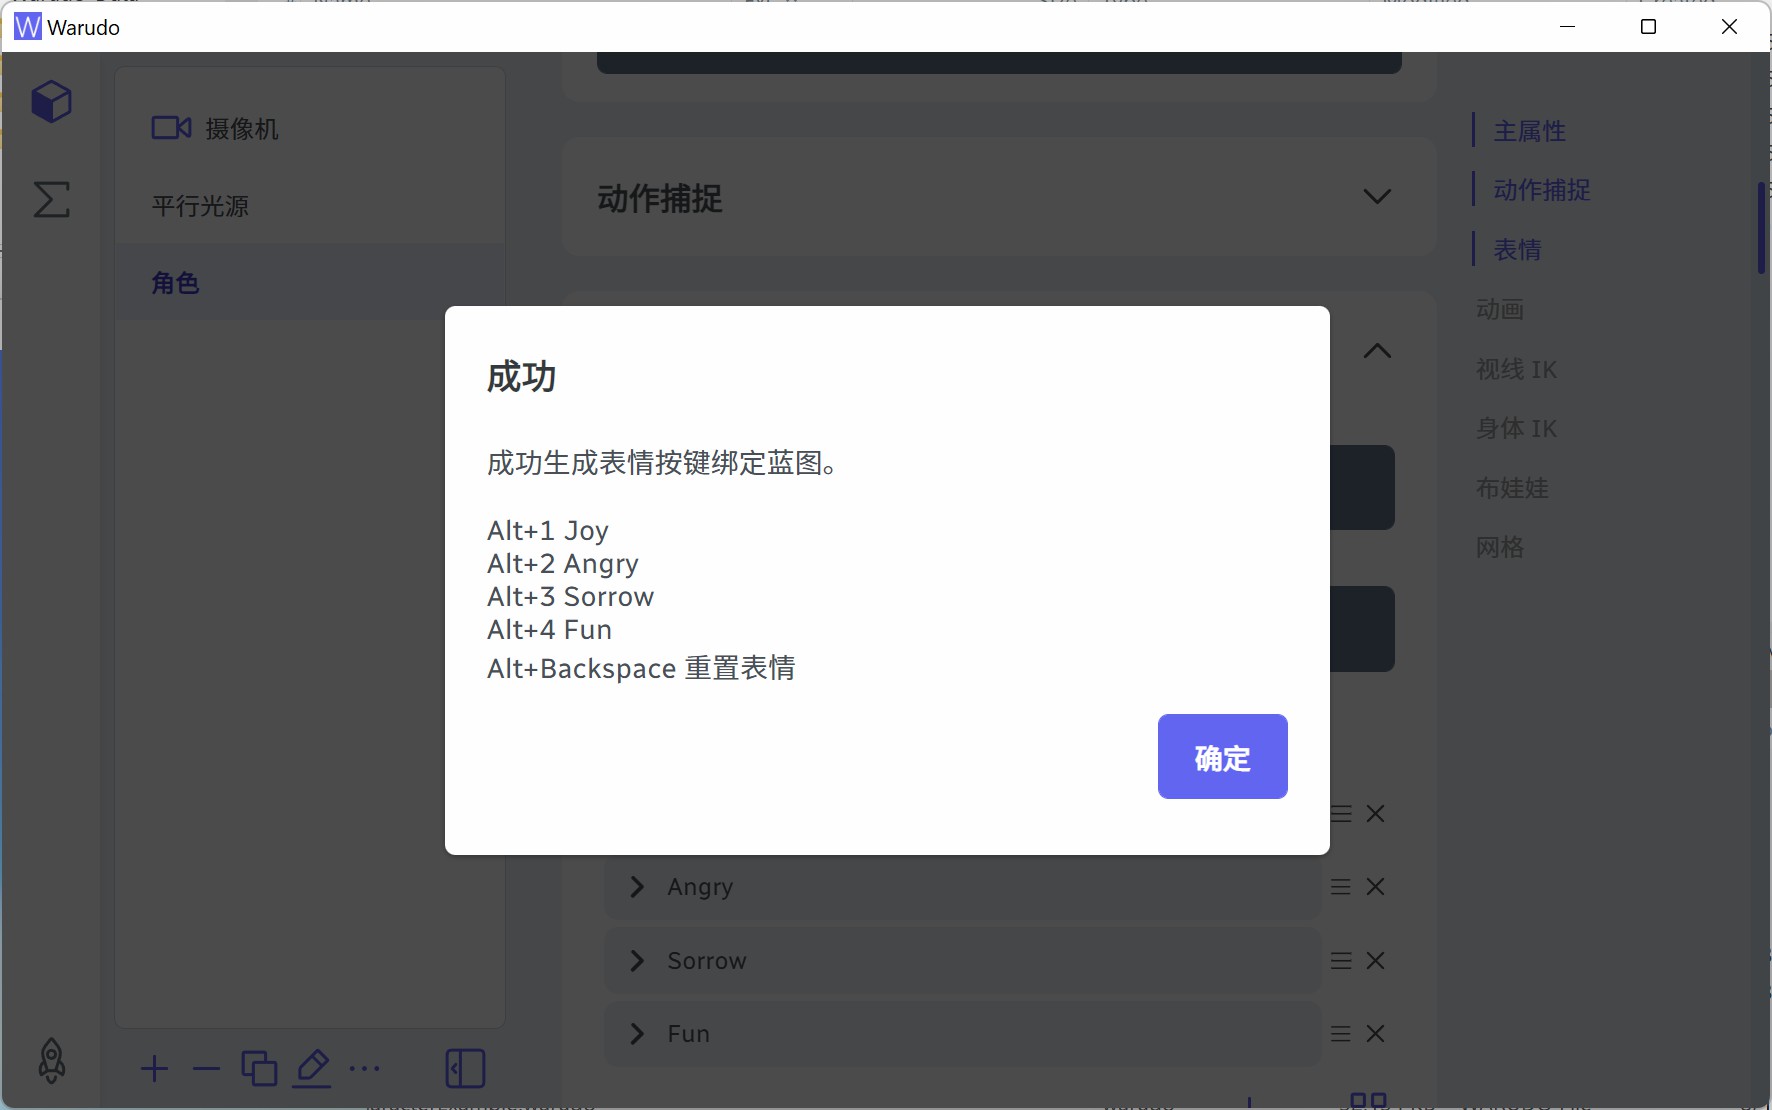 Warudo
摄像机
平行光源
角色
动作捕捉
成功
成功生成表情按键绑定蓝图。
Alt+1 Joy
Alt+2 Angry
Alt+3 Sorrow
Alt+4 Fun
Alt+Backspace 重置表情
确定
Angry
Sorrow
Fun
主属性
动作捕捉
表情
动画
视线 IK
身体 IK
布娃娃
网格